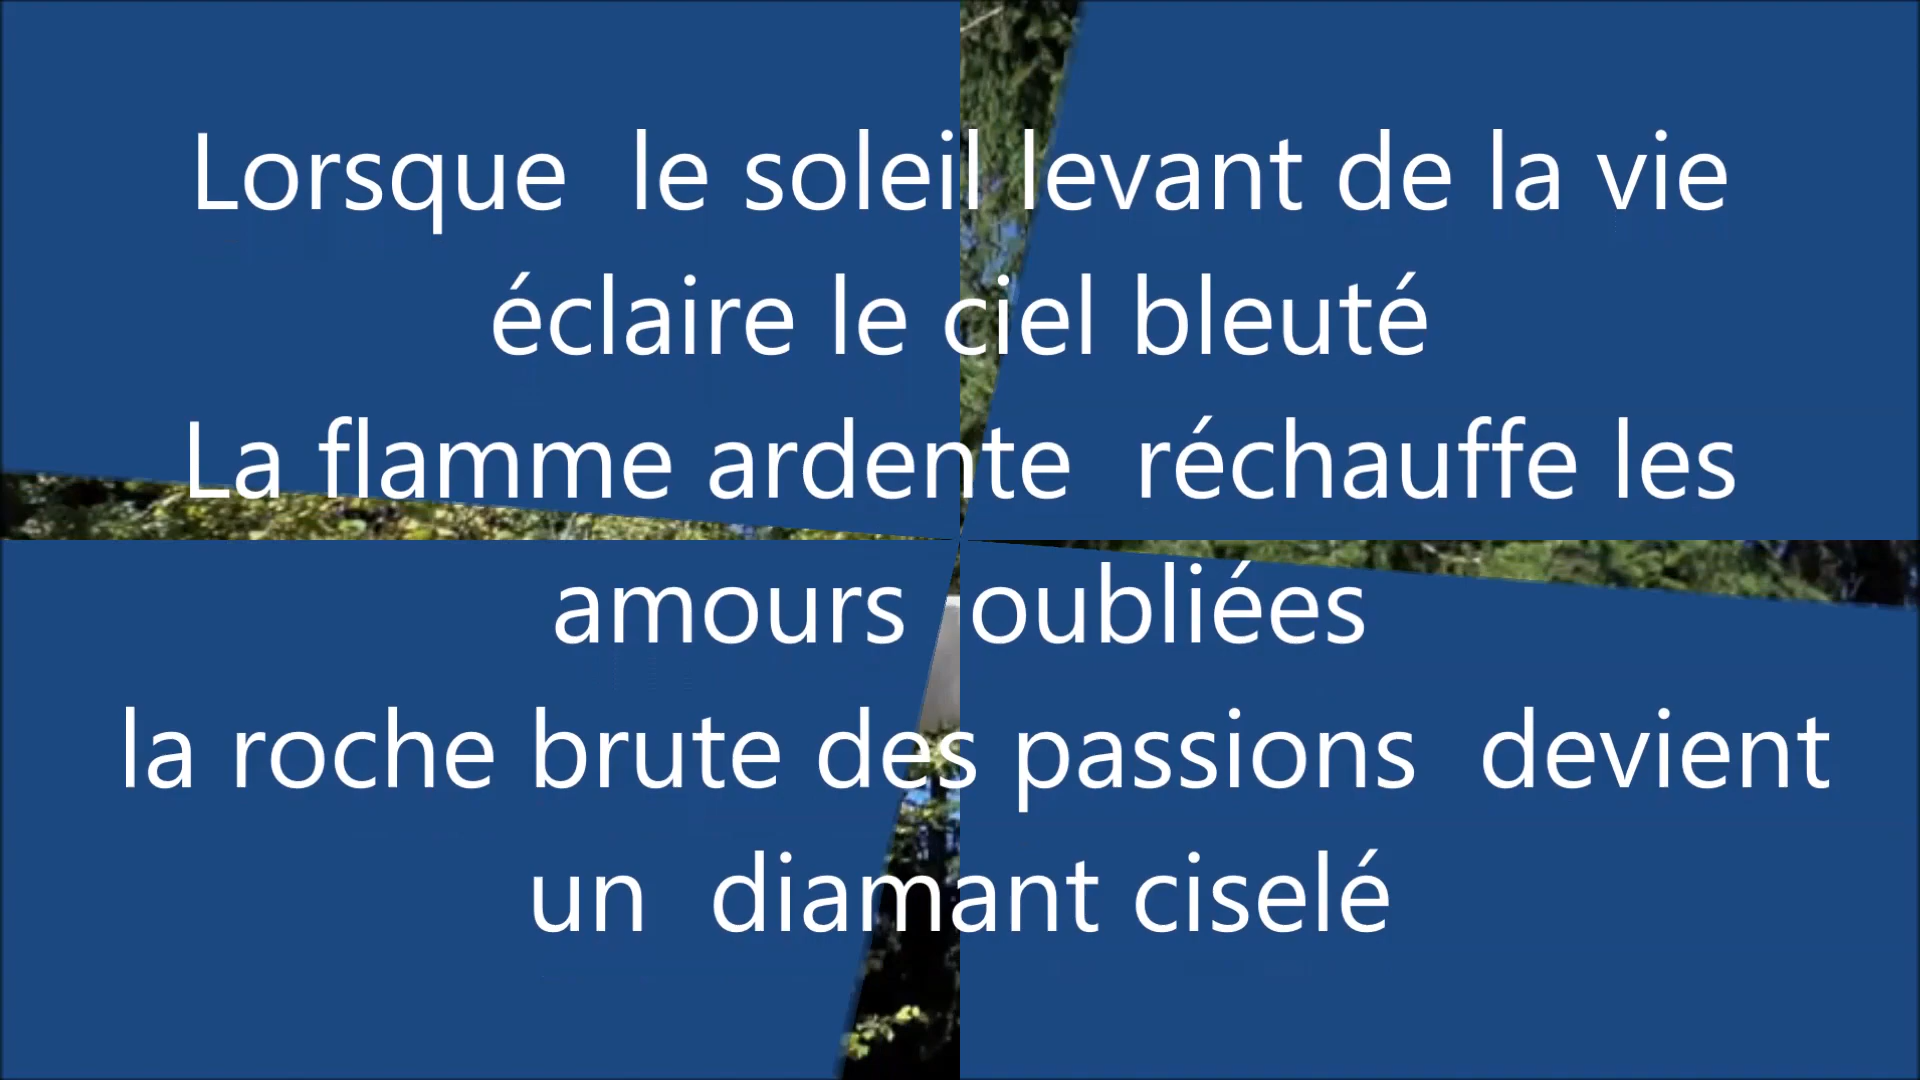 Lorsque  le soleil levant de la vie
éclaire le ciel bleuté
La flamme ardente  réchauffe les
amours  oubliées
la roche brute des passions  devient
un  diamant ciselé